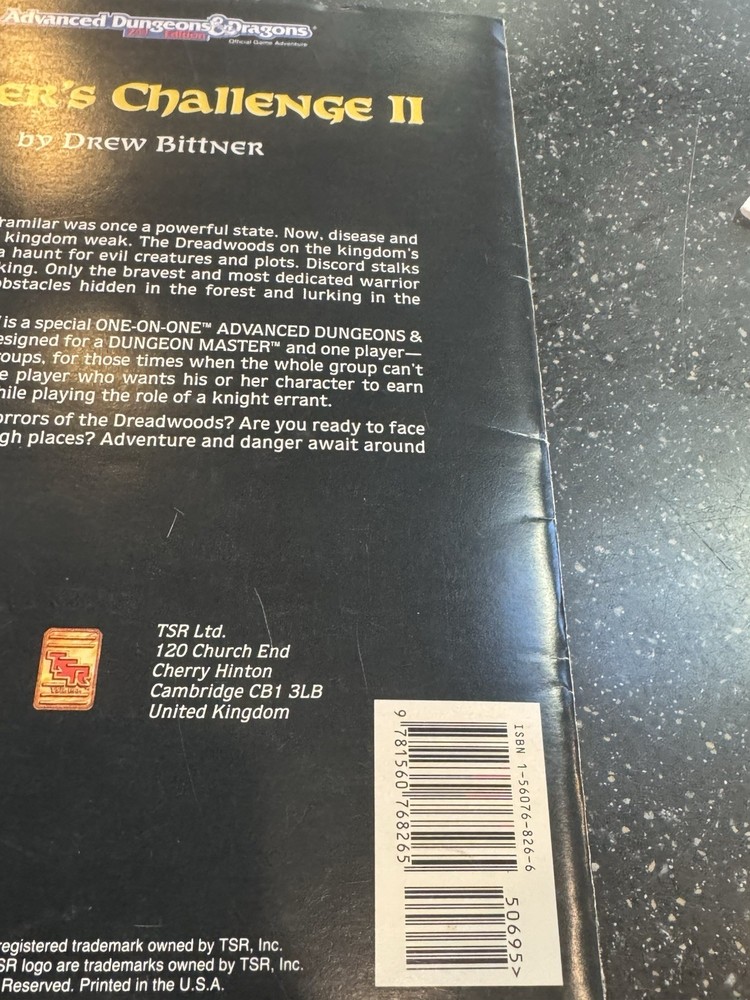 Advanced Dungeons & Dragons®
2nd Edition
Official Game Adventure
er's Challenge II
by Drew Bittner
ramilar was once a powerful state. Now, disease and
kingdom weak. The Dreadwoods on the kingdom's
a haunt for evil creatures and plots. Discord stalks
king. Only the bravest and most dedicated warrior
obstacles hidden in the forest and lurking in the
is a special ONE-ON-ONE™ ADVANCED DUNGEONS &
esigned for a DUNGEON MASTER™ and one player—
roups, for those times when the whole group can't
e player who wants his or her character to earn
hile playing the role of a knight errant.
orrors of the Dreadwoods? Are you ready to face
gh places? Adventure and danger await around
TSR
TSR Ltd.
120 Church End
Cherry Hinton
Cambridge CB1 3LB
United Kingdom
ISBN 1-56076-826-6
9 781560 768265
50695>
registered trademark owned by TSR, Inc.
SR logo are trademarks owned by TSR, Inc.
Reserved. Printed in the U.S.A.